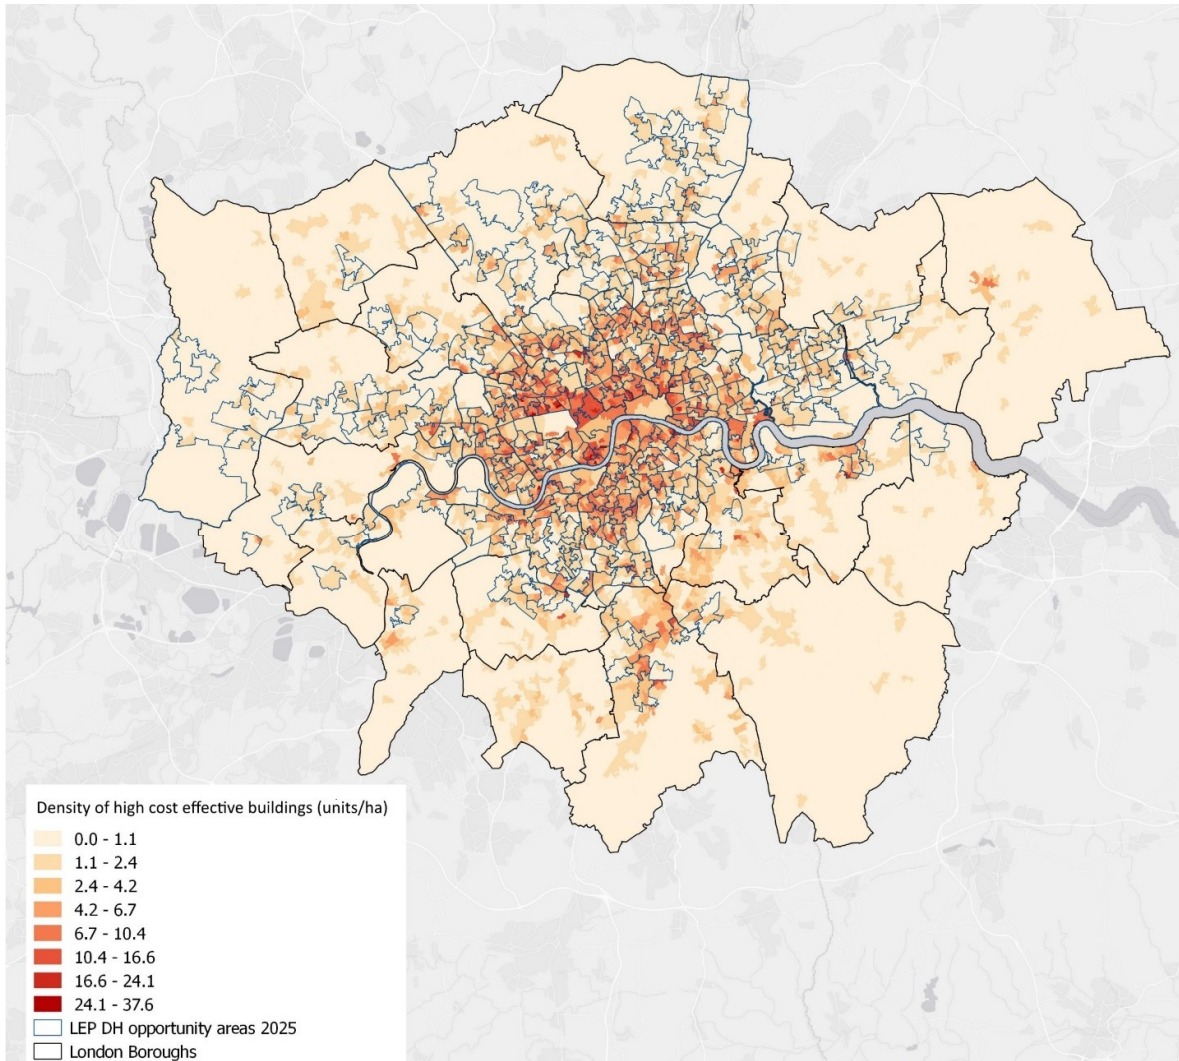 Density of high cost effective buildings (units/ha)
0.0 - 1.1
1.1 - 2.4
2.4 - 4.2
4.2 - 6.7
6.7 - 10.4
10.4 - 16.6
16.6 - 24.1
24.1 - 37.6
LEP DH opportunity areas 2025
London Boroughs